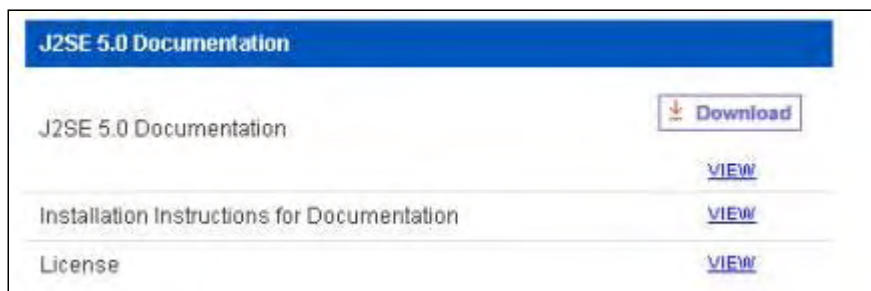 J2SE 5.0 Documentation
J2SE 5.0 Documentation
Download
VIEW
Installation Instructions for Documentation VIEW
License VIEW